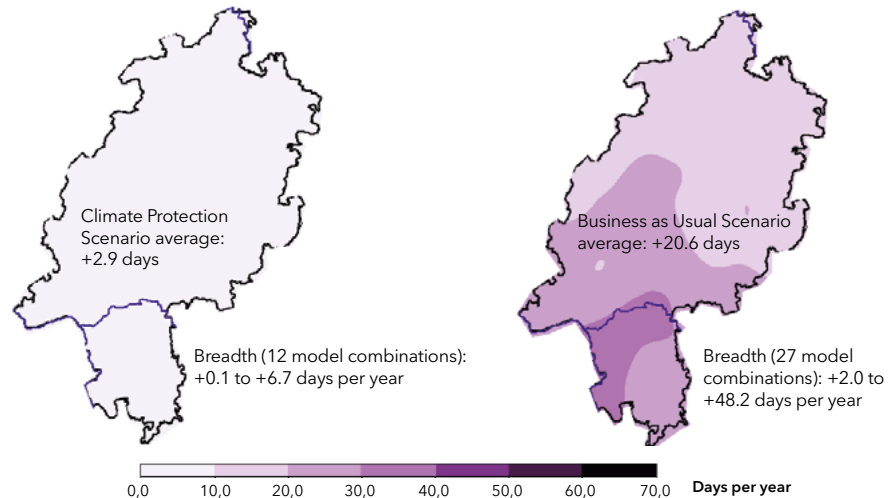 Climate Protection
Scenario average:
+2.9 days
Breadth (12 model combinations):
+0.1 to +6.7 days per year
Business as Usual Scenario
average: +20.6 days
Breadth (27 model
combinations): +2.0 to
+48.2 days per year
0,0 10,0 20,0 30,0 40,0 50,0 60,0 70,0 Days per year